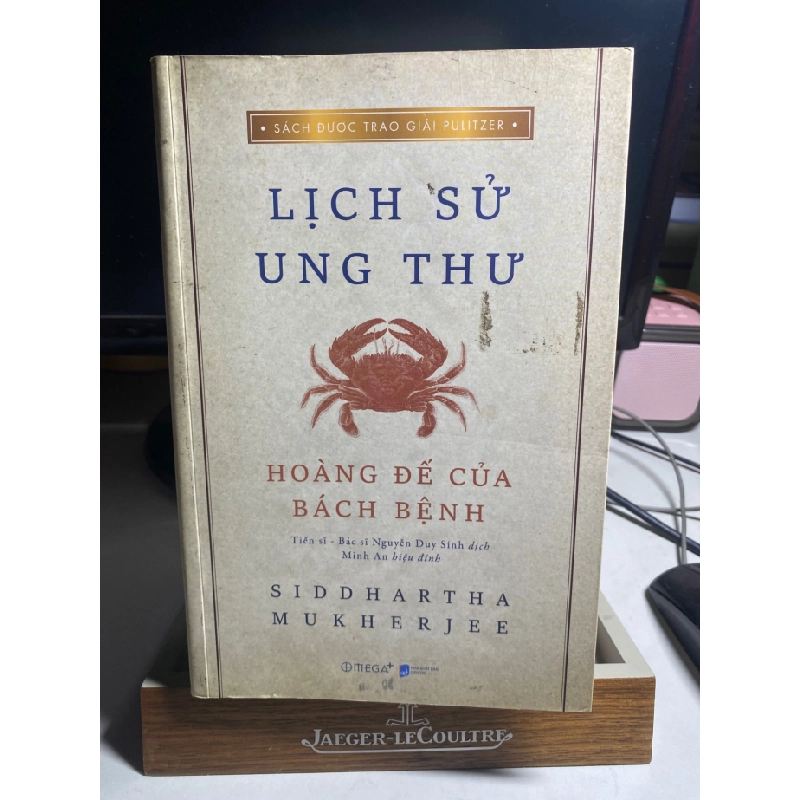 • SÁCH ĐƯỢC TRAO GIẢI PULITZER •
LỊCH SỬ
UNG THƯ
HOÀNG ĐẾ CỦA
BÁCH BỆNH
Tiến sĩ - Bác sĩ Nguyễn Duy Sinh dịch
Minh An hiệu đính
SIDDHARTHA
MUKHERJEE
OMEGA+
JAEGER-LECOULTRE